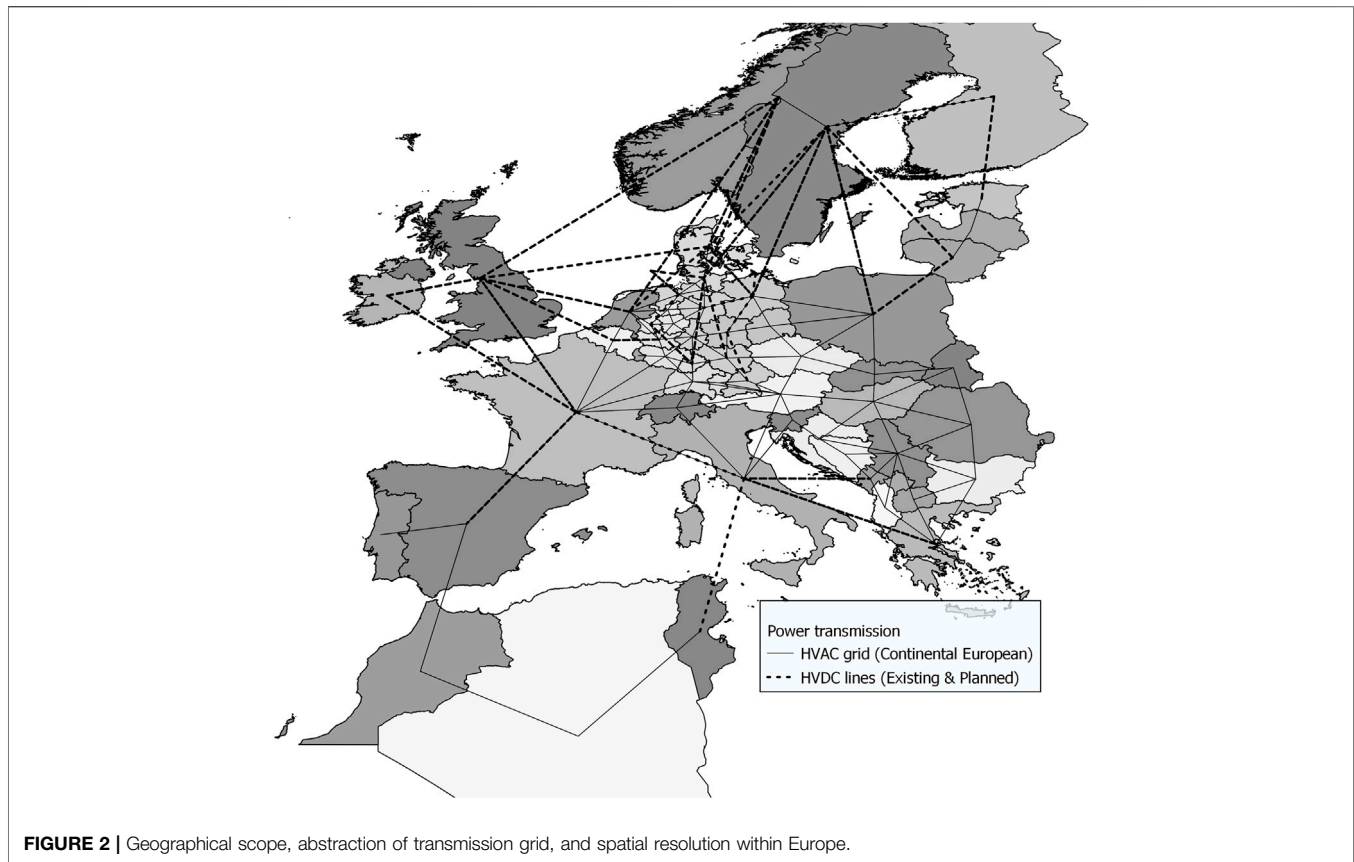 Power transmission
HVAC grid (Continental European)
HVDC lines (Existing & Planned)
FIGURE 2 | Geographical scope, abstraction of transmission grid, and spatial resolution within Europe.